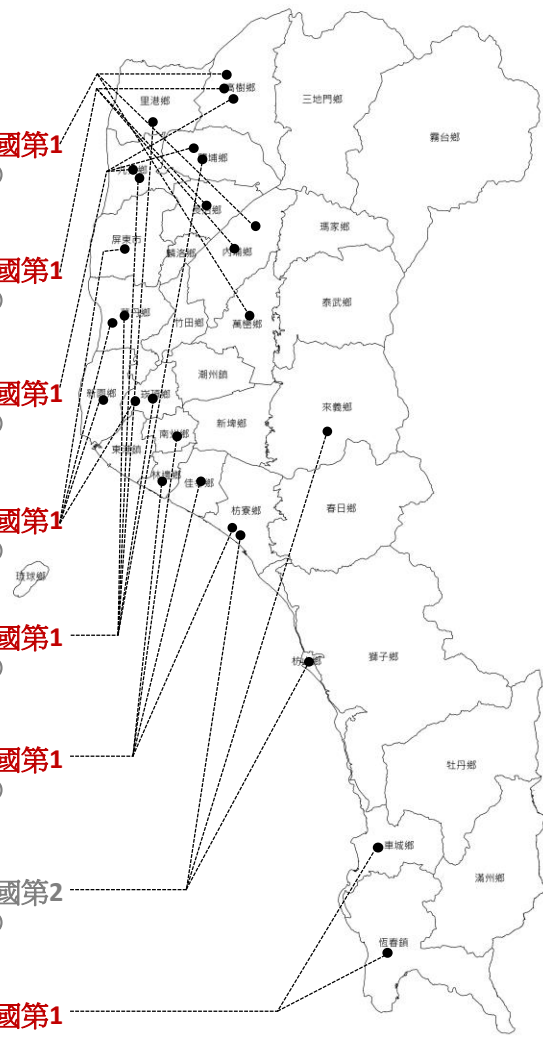 高樹鄉
三地門鄉
里港鄉
霧台鄉
國第1
)
鹽埔鄉
瑪家鄉
屏東市
麟洛鄉
內埔鄉
國第1
)
泰武鄉
竹田鄉
萬巒鄉
潮州鎮
國第1
)
新園鄉
崁頂鄉
來義鄉
新埤鄉
南州鄉
東港鎮
林邊鄉
佳冬鄉
春日鄉
枋寮鄉
國第1
)
琉球鄉
國第1
)
獅子鄉
國第1
)
牡丹鄉
車城鄉
滿州鄉
國第2
)
恆春鎮
國第1